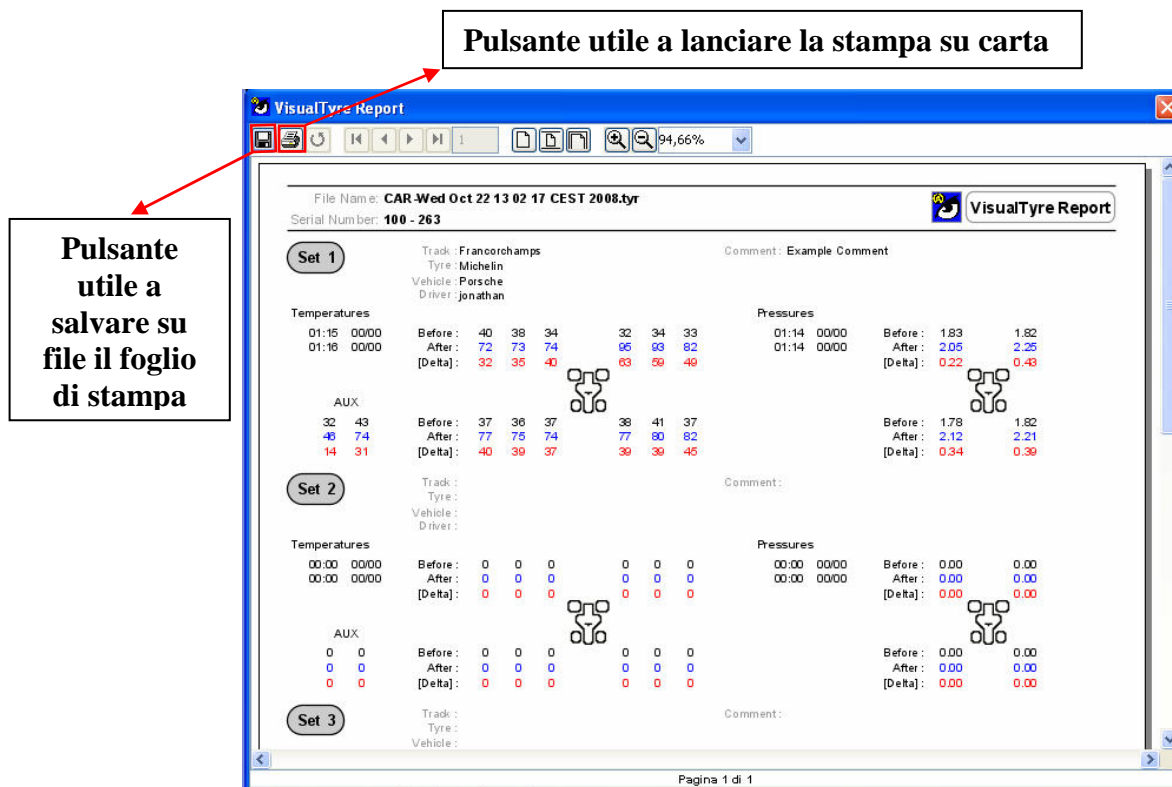 Pulsante utile a lanciare la stampa su carta
VisualTyre Report
1
94,66%
Pulsante
utile a
salvare su
file il foglio
di stampa
File Name: CAR-Wed Oct 22 13 02 17 CEST 2008.tyr
Serial Number: 100 - 263
VisualTyre Report
Set 1
Track : Francorchamps
Comment : Example Comment
Tyre : Michelin
Vehicle : Porsche
Driver : jonathan
Temperatures
Pressures
01:15 00/00 Before : 40 38 34 32 34 33 01:14 00/00 Before : 1.83 1.82
01:16 00/00 After : 72 73 74 95 93 82 01:14 00/00 After : 2.05 2.25
[Delta] : 32 35 40 63 59 49 [Delta] : 0.22 0.43
AUX
32 43 Before : 37 36 37 38 41 37 Before : 1.78 1.82
46 74 After : 77 75 74 77 80 82 After : 2.12 2.21
14 31 [Delta] : 40 39 37 39 39 45 [Delta] : 0.34 0.39
Set 2
Track :
Comment :
Tyre :
Vehicle :
Driver :
Temperatures
Pressures
00:00 00/00 Before : 0 0 0 0 0 0 00:00 00/00 Before : 0.00 0.00
00:00 00/00 After : 0 0 0 0 0 0 00:00 00/00 After : 0.00 0.00
[Delta] : 0 0 0 0 0 0 [Delta] : 0.00 0.00
AUX
0 0 Before : 0 0 0 0 0 0 Before : 0.00 0.00
0 0 After : 0 0 0 0 0 0 After : 0.00 0.00
0 0 [Delta] : 0 0 0 0 0 0 [Delta] : 0.00 0.00
Set 3
Track :
Comment :
Tyre :
Vehicle :
Pagina 1 di 1